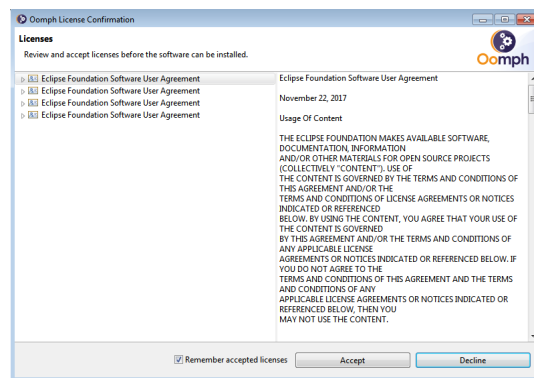 Oomph License Confirmation
Licenses
Review and accept licenses before the software can be installed.
Oomph
Eclipse Foundation Software User Agreement
Eclipse Foundation Software User Agreement
Eclipse Foundation Software User Agreement
Eclipse Foundation Software User Agreement
Eclipse Foundation Software User Agreement
November 22, 2017
Usage Of Content
THE ECLIPSE FOUNDATION MAKES AVAILABLE SOFTWARE,
DOCUMENTATION, INFORMATION
AND/OR OTHER MATERIALS FOR OPEN SOURCE PROJECTS
(COLLECTIVELY "CONTENT"). USE OF
THE CONTENT IS GOVERNED BY THE TERMS AND CONDITIONS OF
THIS AGREEMENT AND/OR THE
TERMS AND CONDITIONS OF LICENSE AGREEMENTS OR NOTICES
INDICATED OR REFERENCED
BELOW. BY USING THE CONTENT, YOU AGREE THAT YOUR USE OF
THE CONTENT IS GOVERNED
BY THIS AGREEMENT AND/OR THE TERMS AND CONDITIONS OF
ANY APPLICABLE LICENSE
AGREEMENTS OR NOTICES INDICATED OR REFERENCED BELOW. IF
YOU DO NOT AGREE TO THE
TERMS AND CONDITIONS OF THIS AGREEMENT AND THE TERMS
AND CONDITIONS OF ANY
APPLICABLE LICENSE AGREEMENTS OR NOTICES INDICATED OR
REFERENCED BELOW, THEN YOU
MAY NOT USE THE CONTENT.
Remember accepted licenses
Accept
Decline